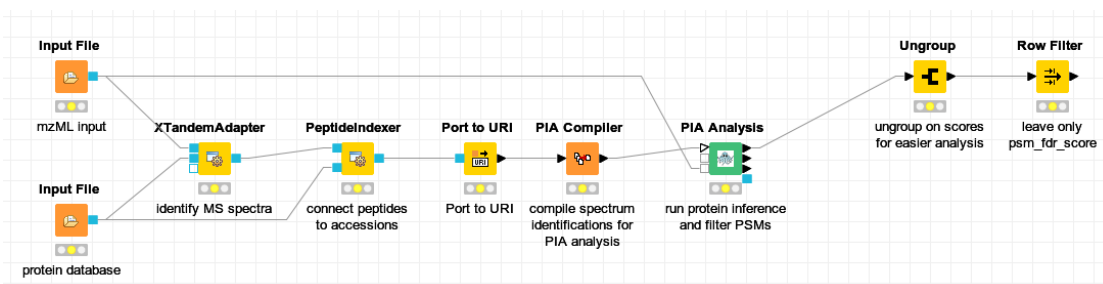 Input File
mzML input
Input File
protein database
XTandemAdapter
identify MS spectra
PeptideIndexer
connect peptides
to accessions
Port to URI
URI
Port to URI
PIA Compiler
compile spectrum
identifications for
PIA analysis
PIA Analysis
run protein inference
and filter PSMs
Ungroup
ungroup on scores
for easier analysis
Row Filter
leave only
psm_fdr_score